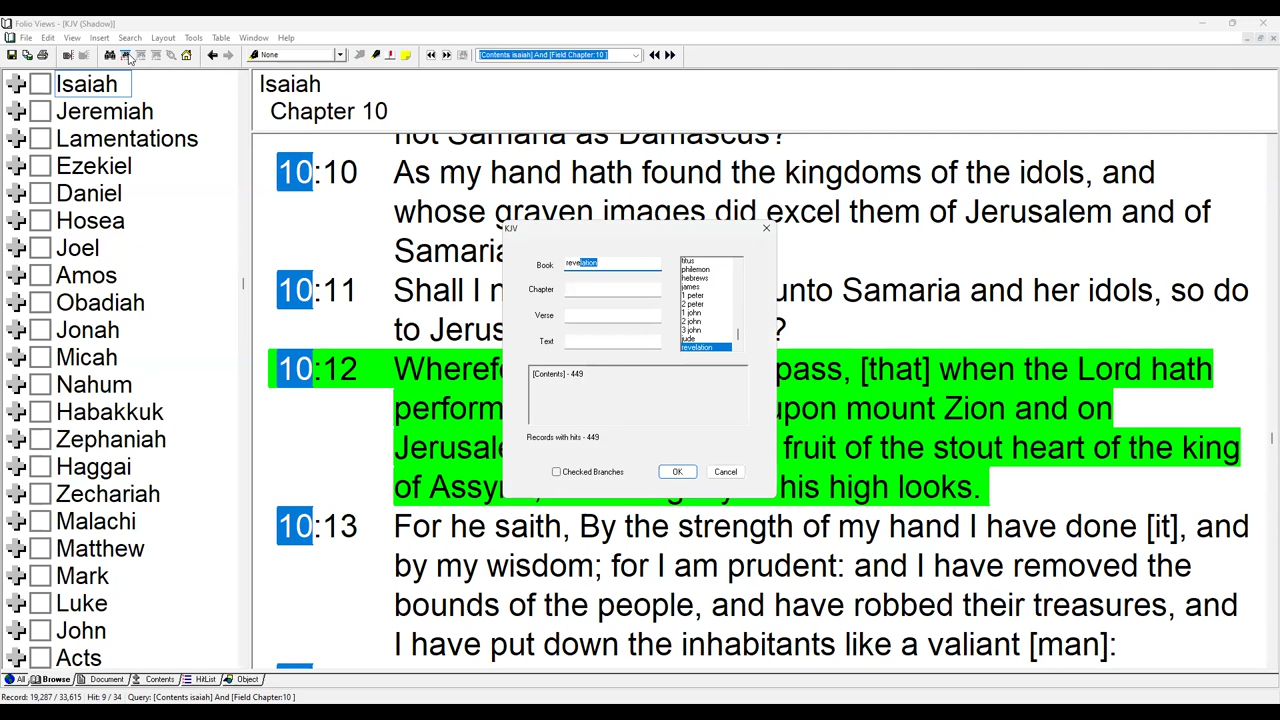 Folio Views - [KJV (Shadow)]
File Edit View Insert Search Layout Tools Table Window Help
None
[Contents isaiah] And [Field Chapter:10 ]
Isaiah
Jeremiah
Lamentations
Ezekiel
Daniel
Hosea
Joel
Amos
Obadiah
Jonah
Micah
Nahum
Habakkuk
Zephaniah
Haggai
Zechariah
Malachi
Matthew
Mark
Luke
John
Acts
Isaiah
Chapter 10
not Samaria as Damascus?
10:10 As my hand hath found the kingdoms of the idols, and
whose graven images did excel them of Jerusalem and of
Samaria
10:11 Shall I unto Samaria and her idols, so do
to Jerus ?
10:12 Wherefo pass, [that] when the Lord hath
perform upon mount Zion and on
Jerusale fruit of the stout heart of the king
of Assy his high looks.
10:13 For he saith, By the strength of my hand I have done [it], and
by my wisdom; for I am prudent: and I have removed the
bounds of the people, and have robbed their treasures, and
I have put down the inhabitants like a valiant [man]:
KJV
Book revelation
Chapter
Verse
Text
titus
philemon
hebrews
james
1 peter
2 peter
1 john
2 john
3 john
jude
revelation
[Contents] - 449
Records with hits - 449
Checked Branches OK Cancel
All Browse Document Contents HitList Object
Record: 19,287 / 33,615 Hit: 9 / 34 Query: [Contents isaiah] And [Field Chapter:10 ]